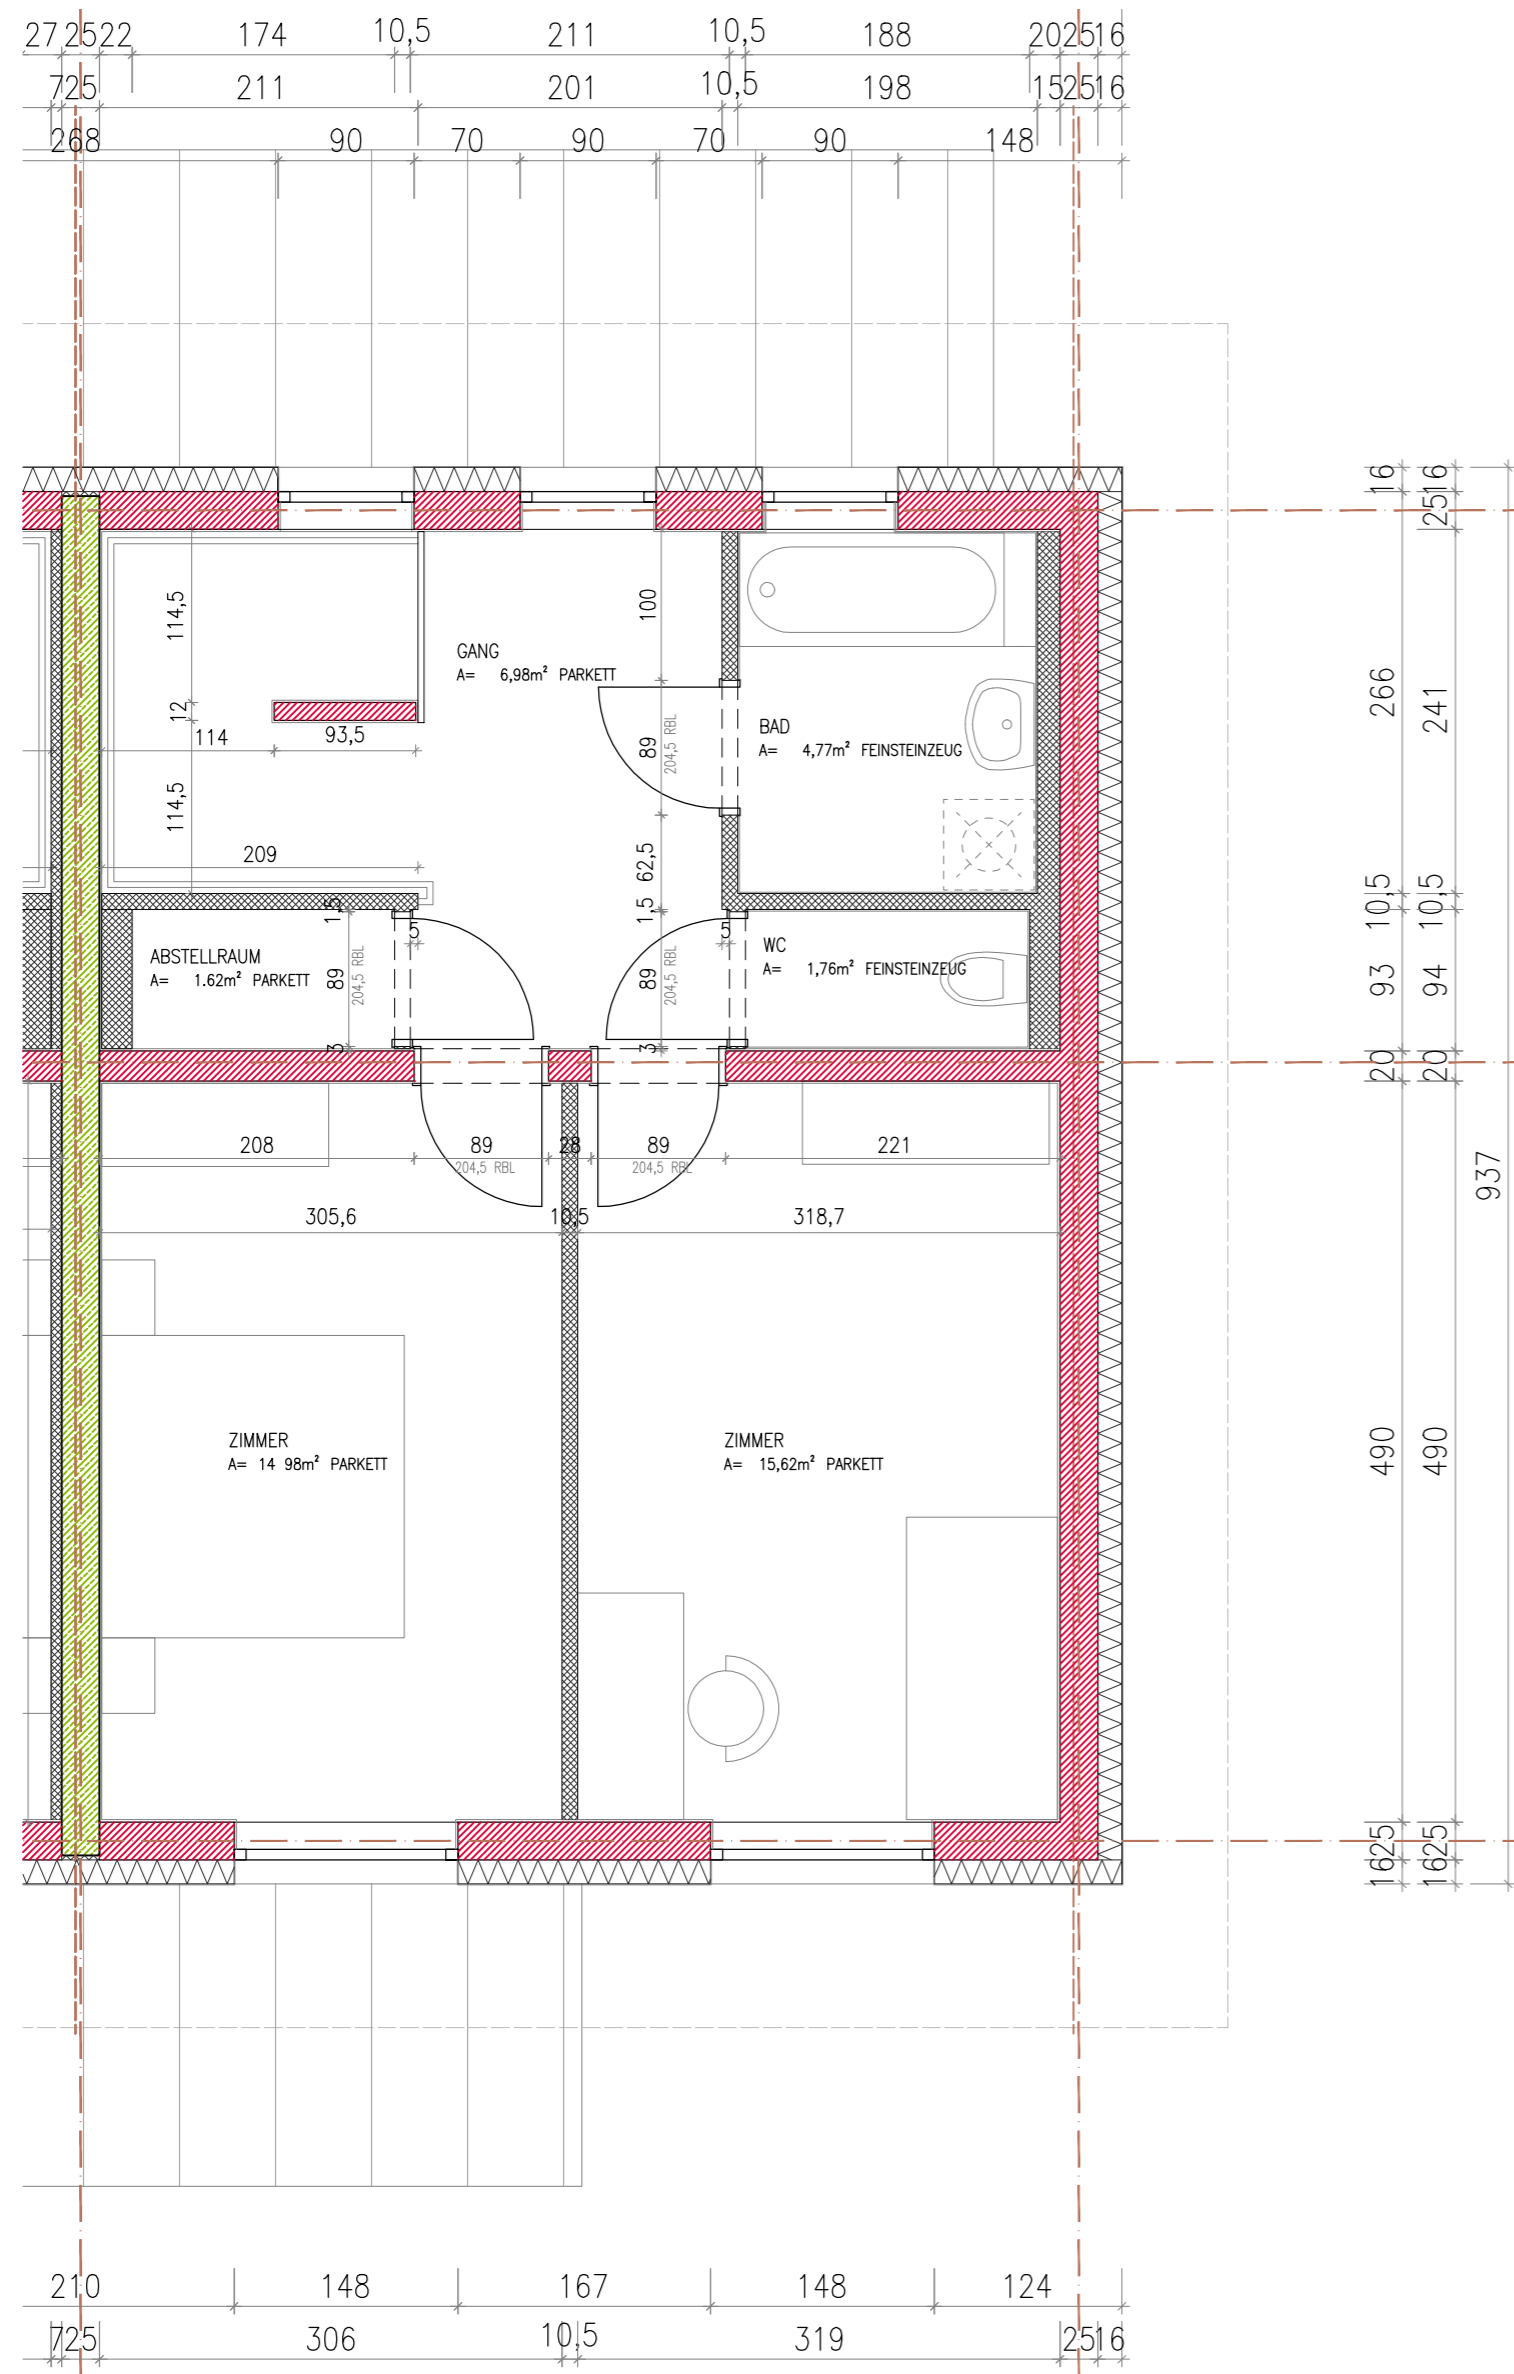 27 25 22 174 10,5 211 10,5 188 20 25 16
7 25 211 201 10,5 198 15 25 16
268 90 70 90 70 90 148
16
16
25
114,5
100
GANG
A= 6,98m² PARKETT
266
241
12
114
93,5
89
204,5 RBL
BAD
A= 4,77m² FEINSTEINZEUG
114,5
209
62,5
10,5
10,5
1,5
1,5
5
5
ABSTELLRAUM
A= 1.62m² PARKETT
89
204,5 RBL
89
204,5 RBL
WC
A= 1,76m² FEINSTEINZEUG
93
94
3
3
20
20
208 89 28 89 221
204,5 RBL 204,5 RBL
937
305,6 10,5 318,7
ZIMMER
A= 14 98m² PARKETT
ZIMMER
A= 15,62m² PARKETT
490
490
25
25
16
16
210 148 167 148 124
7 25 306 10,5 319 25 16